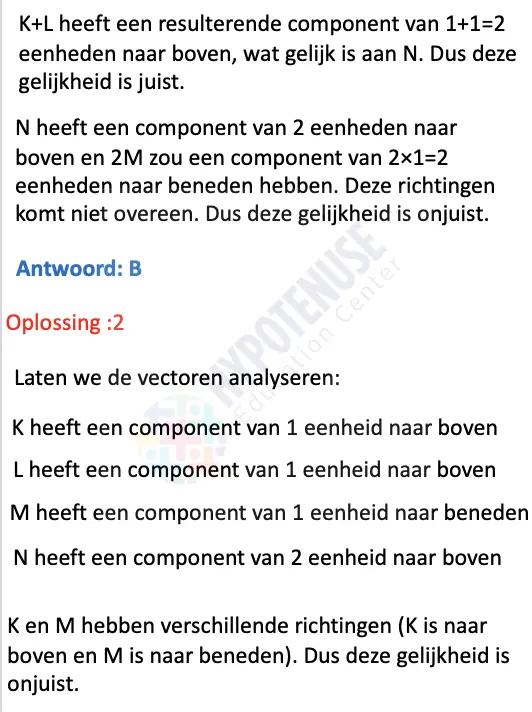 K+L heeft een resulterende component van 1+1=2
eenheden naar boven, wat gelijk is aan N. Dus deze
gelijkheid is juist.
N heeft een component van 2 eenheden naar
boven en 2M zou een component van 2×1=2
eenheden naar beneden hebben. Deze richtingen
komt niet overeen. Dus deze gelijkheid is onjuist.
Antwoord: B
Oplossing :2
HYPOTENUSE
Education Center
Laten we de vectoren analyseren:
K heeft een component van 1 eenheid naar boven
L heeft een component van 1 eenheid naar boven
M heeft een component van 1 eenheid naar beneden
N heeft een component van 2 eenheid naar boven
K en M hebben verschillende richtingen (K is naar
boven en M is naar beneden). Dus deze gelijkheid is
onjuist.